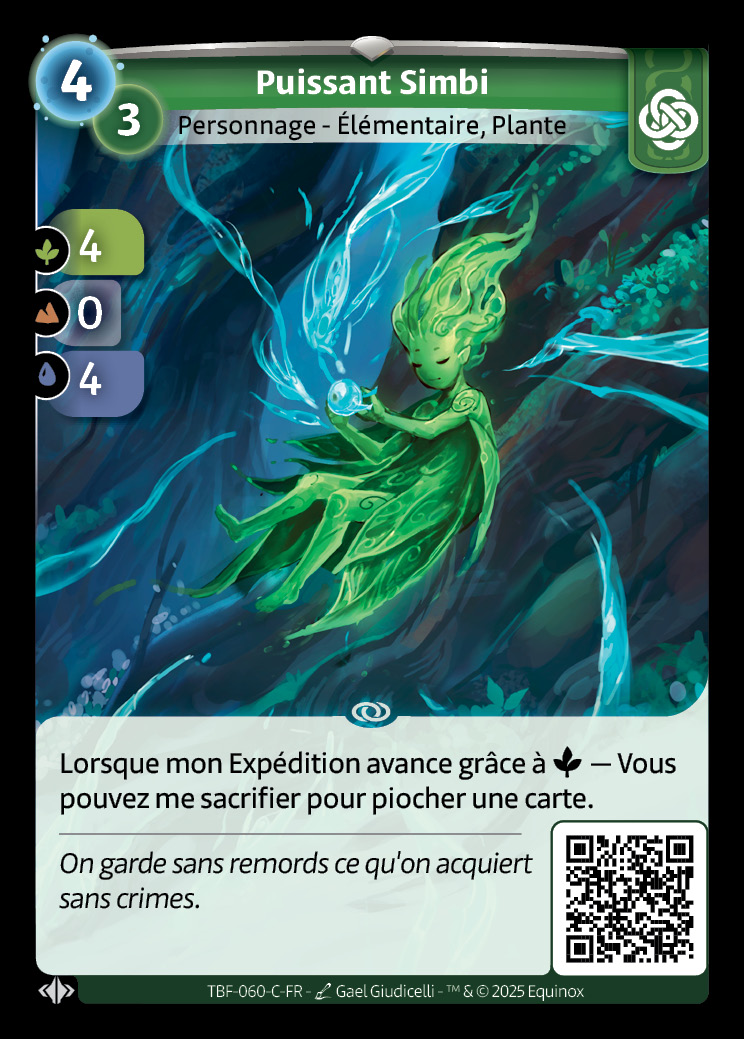 4
Puissant Simbi
3
Personnage - Élémentaire, Plante
4
0
4
Lorsque mon Expédition avance grâce à — Vous
pouvez me sacrifier pour piocher une carte.
On garde sans remords ce qu'on acquiert
sans crimes.
TBF-060-C-FR - Gael Giudicelli - ™ & © 2025 Equinox